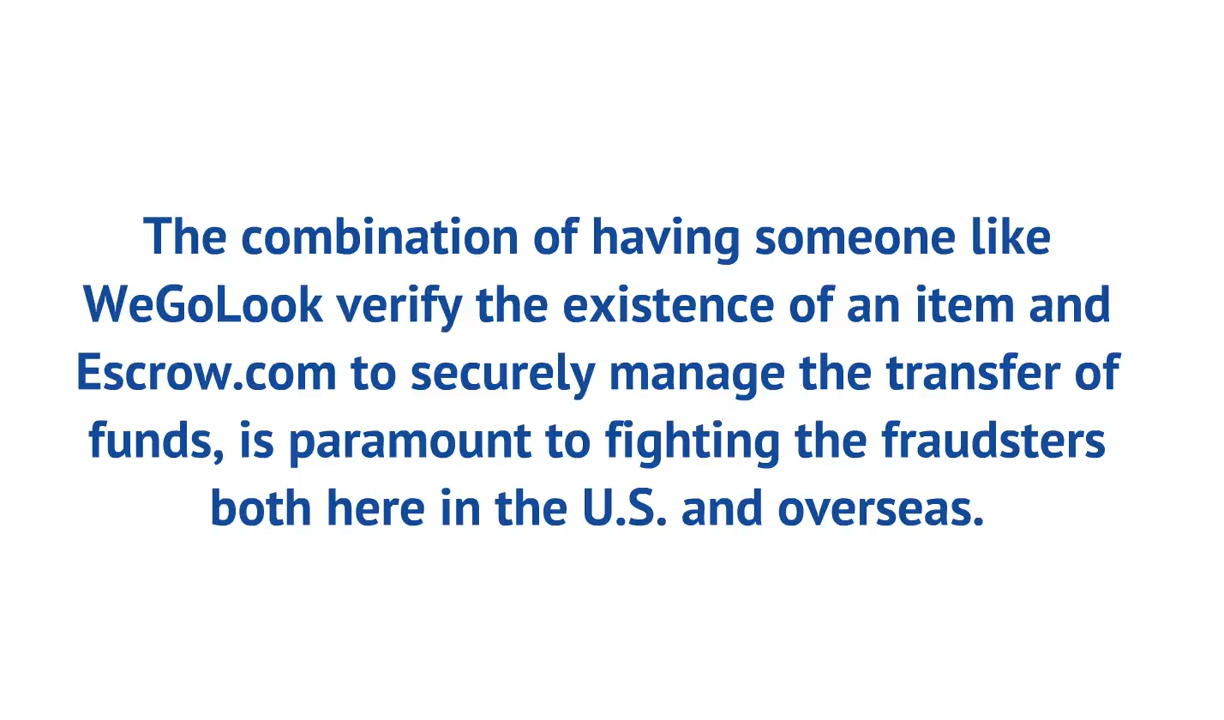 The combination of having someone like
WeGoLook verify the existence of an item and
Escrow.com to securely manage the transfer of
funds, is paramount to fighting the fraudsters
both here in the U.S. and overseas.